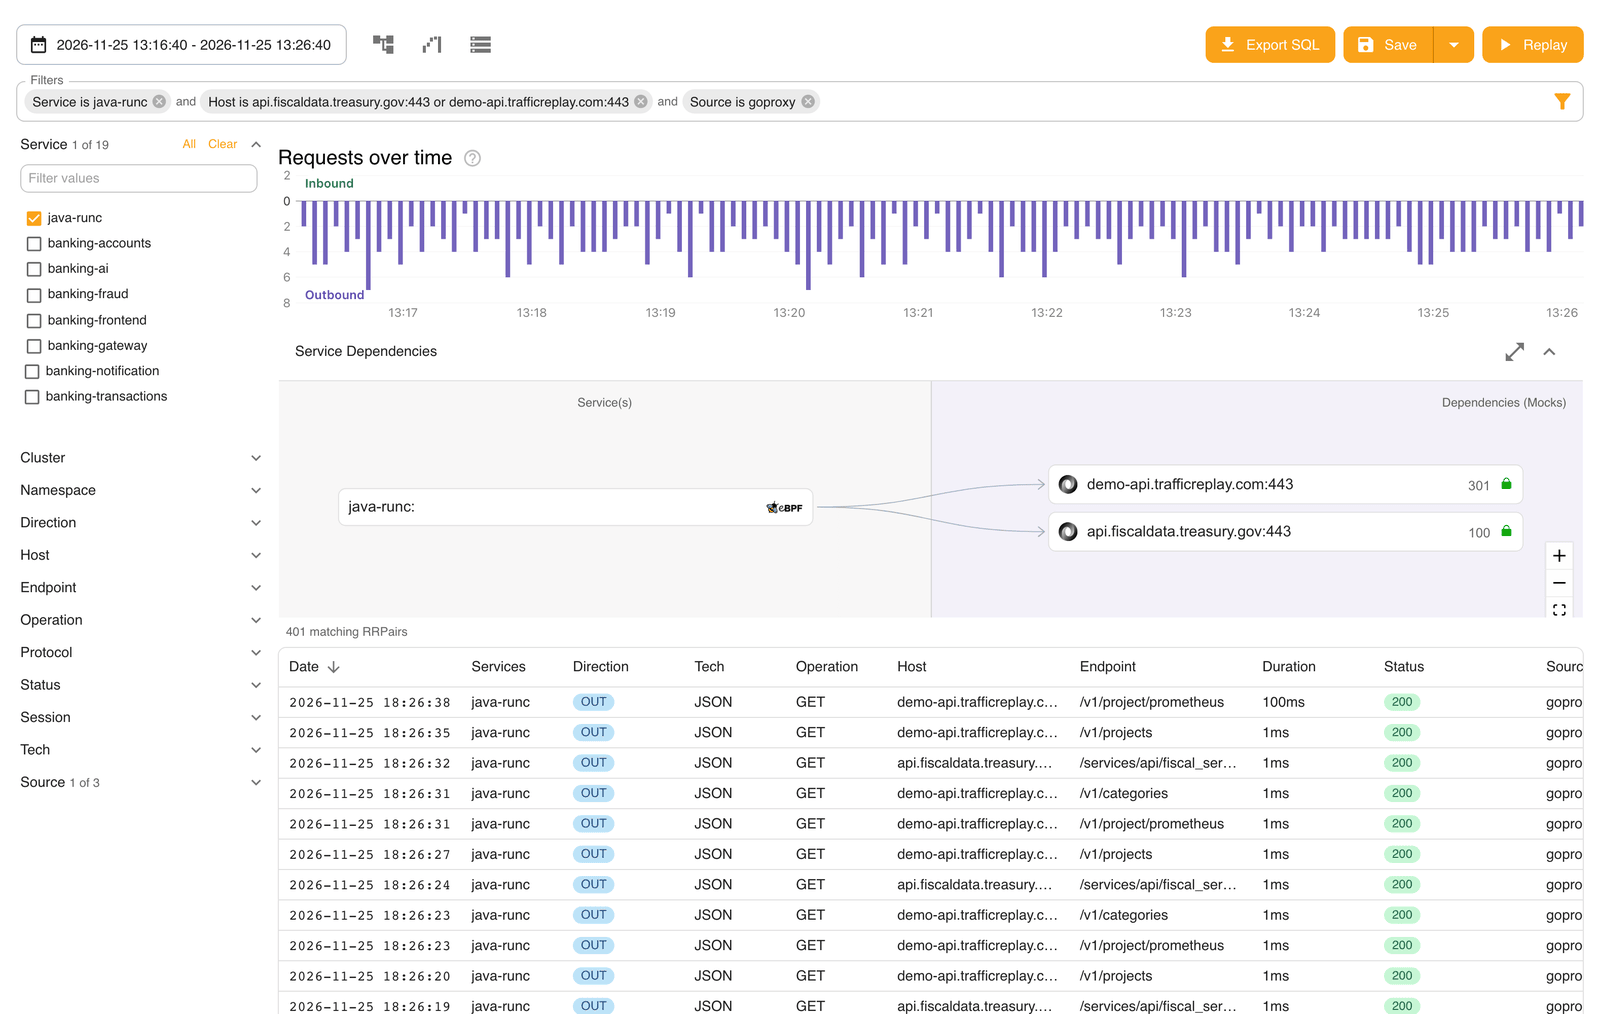 2026-11-25 13:16:40 - 2026-11-25 13:26:40
Export SQL
Save
Replay
Filters
Service is java-runc and Host is api.fiscaldata.treasury.gov:443 or demo-api.trafficreplay.com:443 and Source is goproxy
Service 1 of 19 All Clear
Filter values
java-runc
banking-accounts
banking-ai
banking-fraud
banking-frontend
banking-gateway
banking-notification
banking-transactions
Cluster
Namespace
Direction
Host
Endpoint
Operation
Protocol
Status
Session
Tech
Source 1 of 3
Requests over time ?
2
Inbound
0
2
4
6
Outbound
8
13:17 13:18 13:19 13:20 13:21 13:22 13:23 13:24 13:25 13:26
Service Dependencies
Service(s)
Dependencies (Mocks)
java-runc: eBPF
demo-api.trafficreplay.com:443 301
api.fiscaldata.treasury.gov:443 100
401 matching RRPairs
Date Services Direction Tech Operation Host Endpoint Duration Status Sourc
2026-11-25 18:26:38 java-runc OUT JSON GET demo-api.trafficreplay.c... /v1/project/prometheus 100ms 200 gopro
2026-11-25 18:26:35 java-runc OUT JSON GET demo-api.trafficreplay.c... /v1/projects 1ms 200 gopro
2026-11-25 18:26:32 java-runc OUT JSON GET api.fiscaldata.treasury.... /services/api/fiscal_ser... 1ms 200 gopro
2026-11-25 18:26:31 java-runc OUT JSON GET demo-api.trafficreplay.c... /v1/categories 1ms 200 gopro
2026-11-25 18:26:31 java-runc OUT JSON GET demo-api.trafficreplay.c... /v1/project/prometheus 1ms 200 gopro
2026-11-25 18:26:27 java-runc OUT JSON GET demo-api.trafficreplay.c... /v1/projects 1ms 200 gopro
2026-11-25 18:26:24 java-runc OUT JSON GET api.fiscaldata.treasury.... /services/api/fiscal_ser... 1ms 200 gopro
2026-11-25 18:26:23 java-runc OUT JSON GET demo-api.trafficreplay.c... /v1/categories 1ms 200 gopro
2026-11-25 18:26:23 java-runc OUT JSON GET demo-api.trafficreplay.c... /v1/project/prometheus 1ms 200 gopro
2026-11-25 18:26:20 java-runc OUT JSON GET demo-api.trafficreplay.c... /v1/projects 1ms 200 gopro
2026-11-25 18:26:19 java-runc OUT JSON GET api.fiscaldata.treasury.... /services/api/fiscal_ser... 1ms 200 gopro